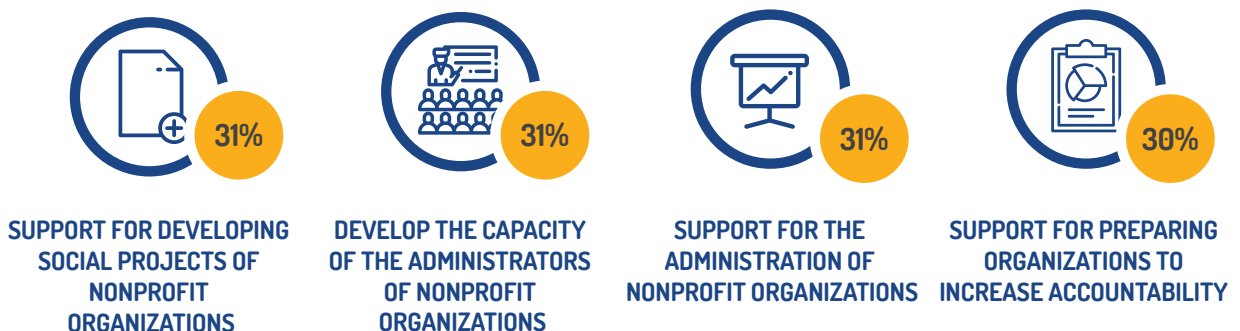 31%
31%
31%
30%
SUPPORT FOR DEVELOPING
SOCIAL PROJECTS OF
NONPROFIT
ORGANIZATIONS
DEVELOP THE CAPACITY
OF THE ADMINISTRATORS
OF NONPROFIT
ORGANIZATIONS
SUPPORT FOR THE
ADMINISTRATION OF
NONPROFIT ORGANIZATIONS
SUPPORT FOR PREPARING
ORGANIZATIONS TO
INCREASE ACCOUNTABILITY